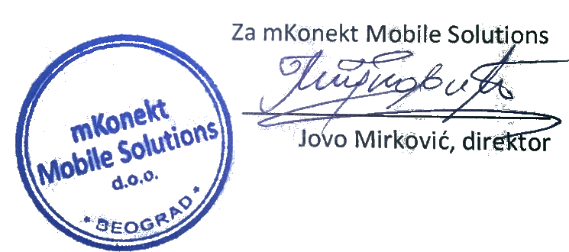 Za mKonekt Mobile Solutions
Jovo Mirković, direktor
mKonekt
Mobile Solutions
d.o.o.
* BEOGRAD *